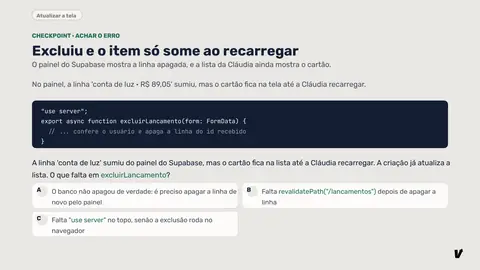 Atualizar a tela
CHECKPOINT • ACHAR O ERRO
Excluiu e o item só some ao recarregar
O painel do Supabase mostra a linha apagada, e a lista da Cláudia ainda mostra o cartão.
No painel, a linha 'conta de luz • R$ 89,05' sumiu, mas o cartão fica na tela até a Cláudia recarregar.
"use server";
export async function excluirLancamento(form: FormData) {
// ... confere o usuário e apaga a linha do id recebido
}
A linha 'conta de luz' sumiu do painel do Supabase, mas o cartão fica na lista até a Cláudia recarregar. A criação já atualiza a
lista. O que falta em excluirLancamento?
A O banco não apagou de verdade: é preciso apagar a linha de
novo pelo painel
B Falta revalidatePath("/lancamentos") depois de apagar a
linha
C Falta "use server" no topo, senão a exclusão roda no
navegador